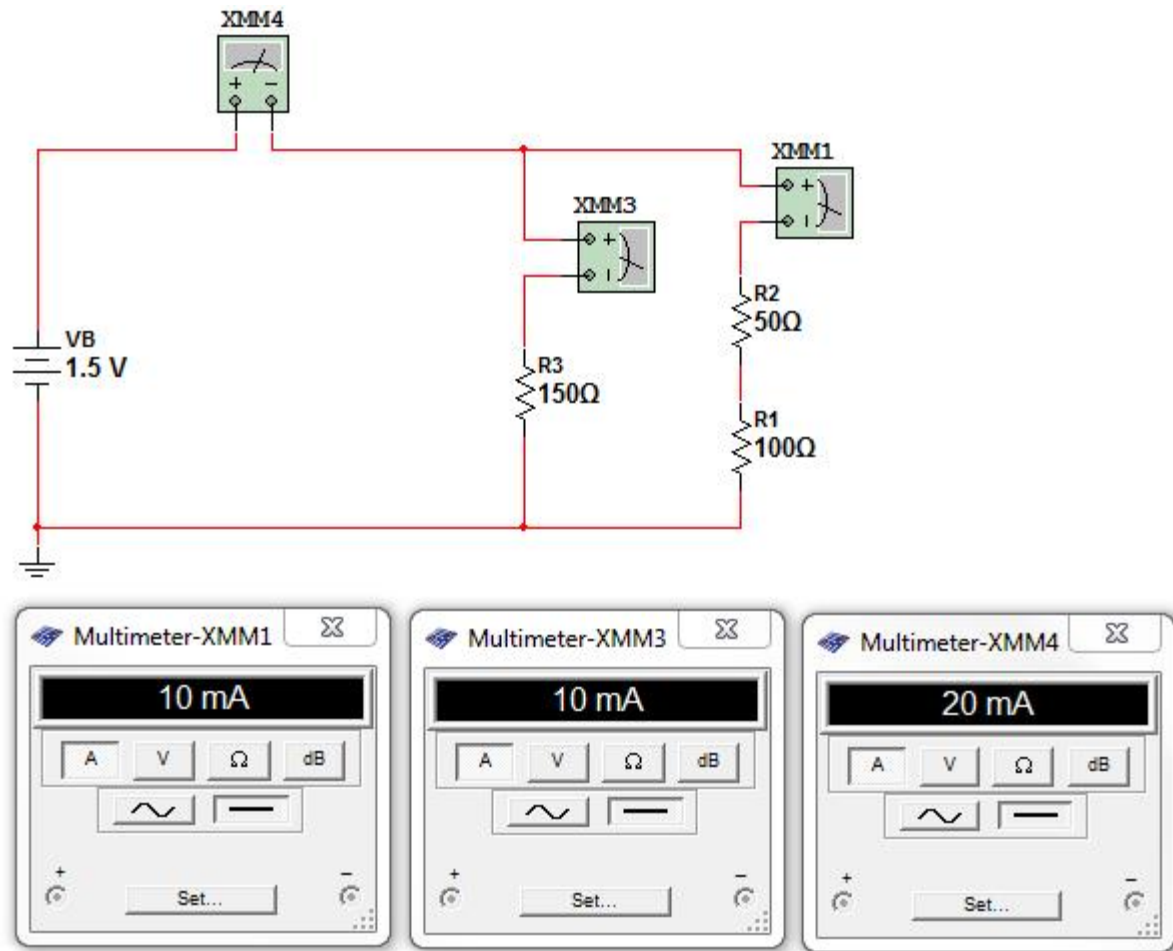 XMM4
+ −
XMM1
+
−
XMM3
+
−
R2
50Ω
VB
1.5 V
R3
150Ω
R1
100Ω
Multimeter-XMM1
10 mA
A V Ω dB
+ −
Set...
Multimeter-XMM3
10 mA
A V Ω dB
+ −
Set...
Multimeter-XMM4
20 mA
A V Ω dB
+ −
Set...